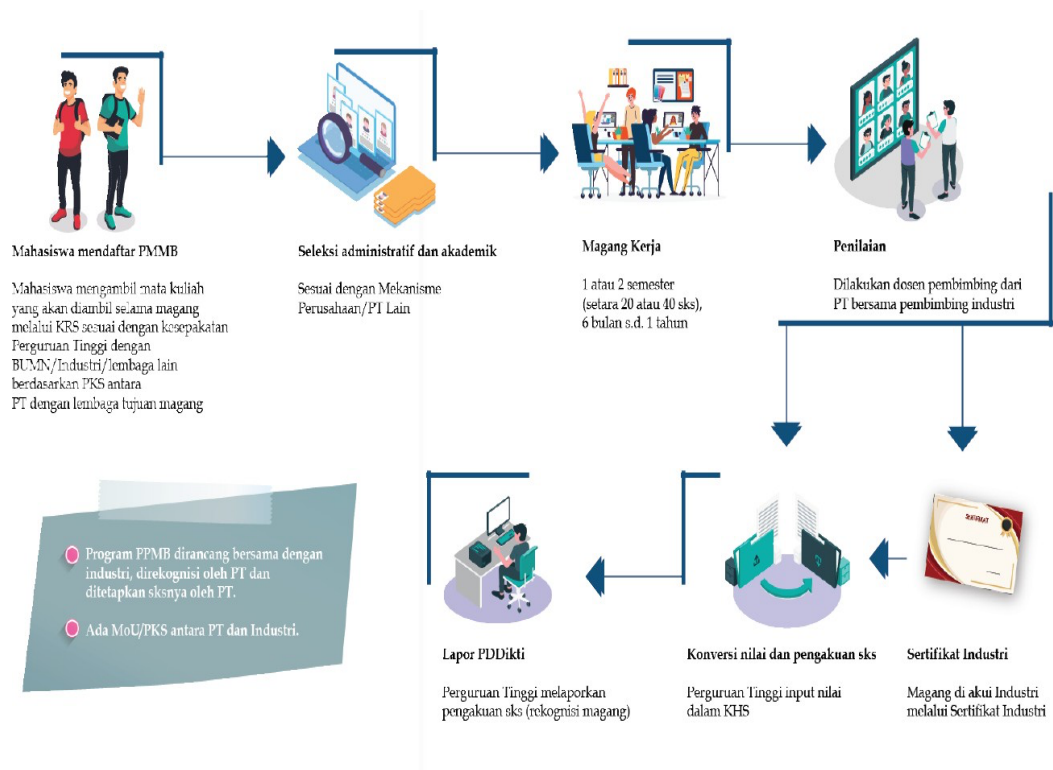 Mahasiswa mendaftar PMMB
Mahasiswa mengambil mata kuliah
yang akan diambil selama magang
melalui KRS sesuai dengan kesepakatan
Perguruan Tinggi dengan
BUMN/Industri/lembaga lain
berdasarkan PKS antara
PT dengan lembaga tujuan magang
Seleksi administratif dan akademik
Sesuai dengan Mekanisme
Perusahaan/PT Lain
Magang Kerja
1 atau 2 semester
(setara 20 atau 40 sks),
6 bulan s.d. 1 tahun
Penilaian
Dilakukan dosen pembimbing dari
PT bersama pembimbing industri
Program PPMB dirancang bersama dengan
industri, direkognisi oleh PT dan
ditetapkan sksnya oleh PT.
Ada MoU/PKS antara PT dan Industri.
Lapor PDDikti
Perguruan Tinggi melaporkan
pengakuan sks (rekognisi magang)
Konversi nilai dan pengakuan sks
Perguruan Tinggi input nilai
dalam KHS
SERTIFIKAT
Sertifikat Industri
Magang di akui Industri
melalui Sertifikat Industri